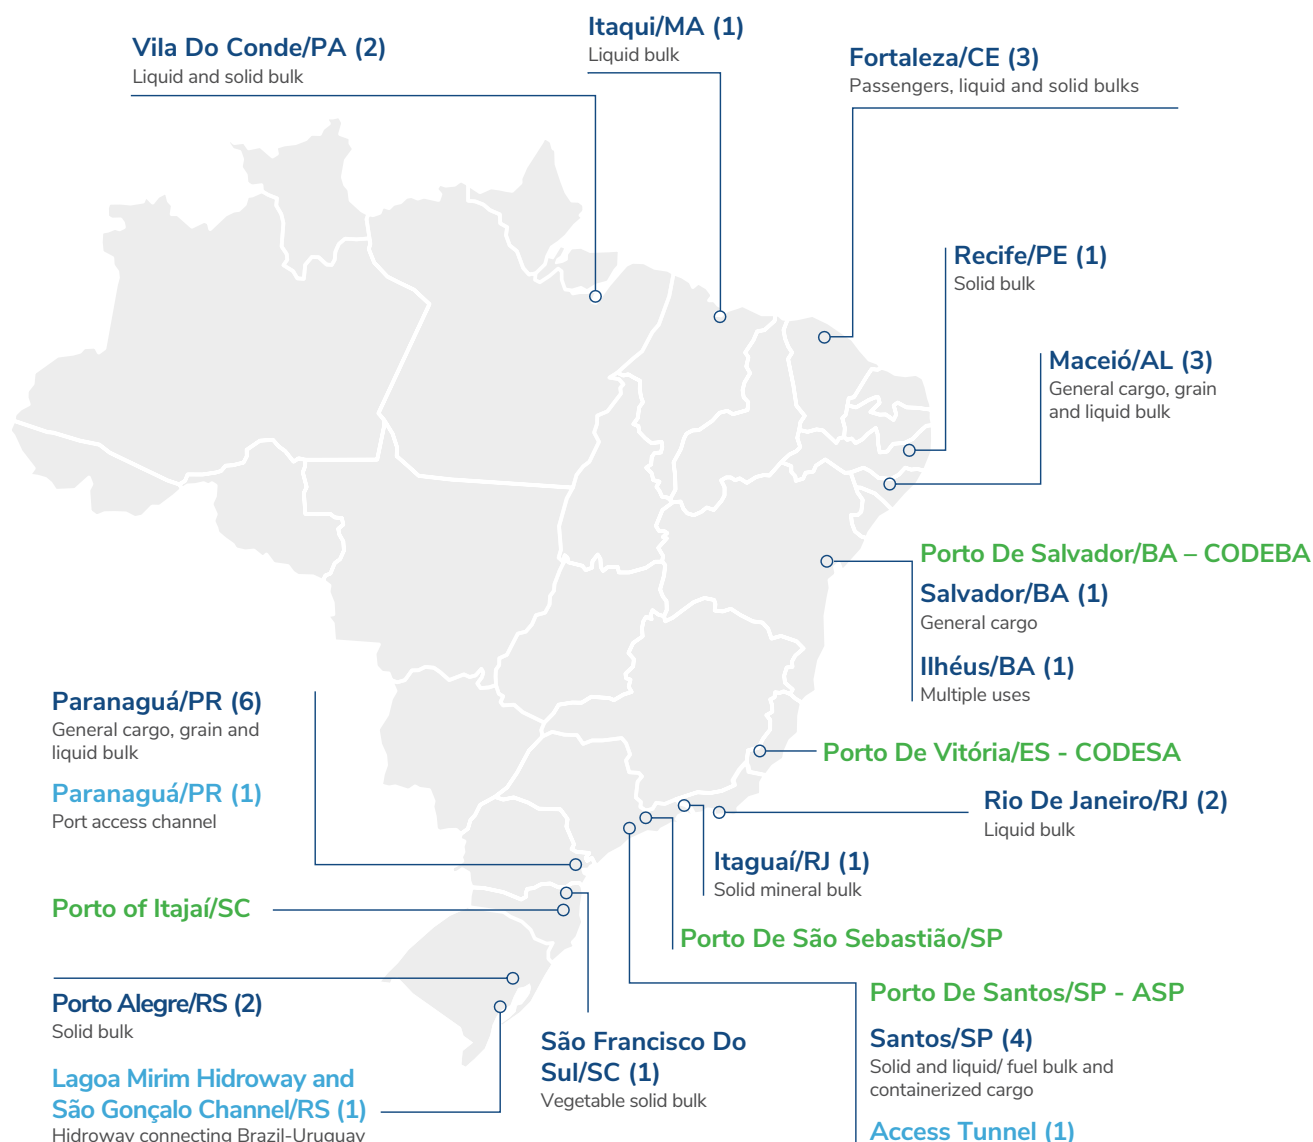 Itaqui/MA (1)
Liquid bulk
Vila Do Conde/PA (2)
Liquid and solid bulk
Fortaleza/CE (3)
Passengers, liquid and solid bulks
Recife/PE (1)
Solid bulk
Maceió/AL (3)
General cargo, grain
and liquid bulk
Porto De Salvador/BA – CODEBA
Salvador/BA (1)
General cargo
Ilhéus/BA (1)
Multiple uses
Paranaguá/PR (6)
General cargo, grain and
liquid bulk
Paranaguá/PR (1)
Port access channel
Porto De Vitória/ES - CODESA
Rio De Janeiro/RJ (2)
Liquid bulk
Itaguaí/RJ (1)
Solid mineral bulk
Porto of Itajaí/SC
Porto De São Sebastião/SP
Porto Alegre/RS (2)
Solid bulk
Porto De Santos/SP - ASP
Santos/SP (4)
Solid and liquid/ fuel bulk and
containerized cargo
Access Tunnel (1)
São Francisco Do
Sul/SC (1)
Vegetable solid bulk
Lagoa Mirim Hidroway and
São Gonçalo Channel/RS (1)
Hidroway connecting Brazil-Uruguay